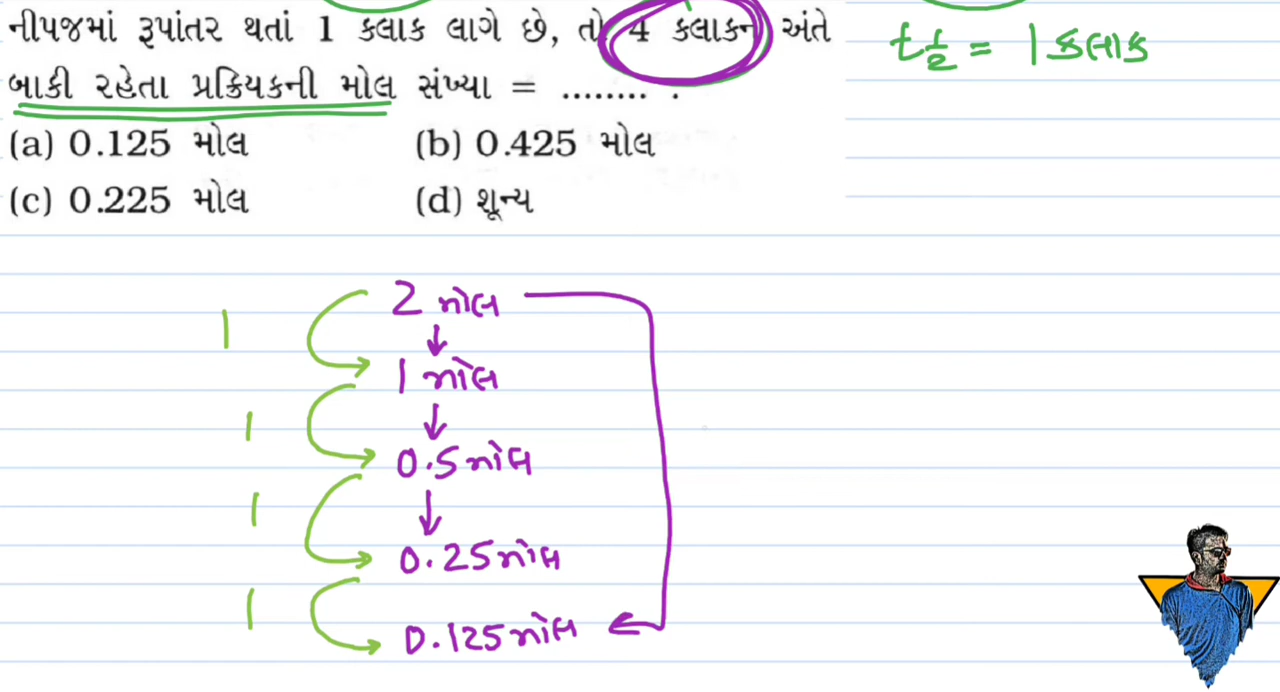 નીપજમાં રૂપાંતર થતાં 1 કલાક લાગે છે, તો 4 કલાકના અંતે
બાકી રહેતા પ્રક્રિયકની મોલ સંખ્યા = ........ .
(a) 0.125 મોલ (b) 0.425 મોલ
(c) 0.225 મોલ (d) શૂન્ય
t½ = 1 કલાક
2 મોલ
1
1 મોલ
1
0.5 મોલ
1
0.25 મોલ
1
0.125 મોલ